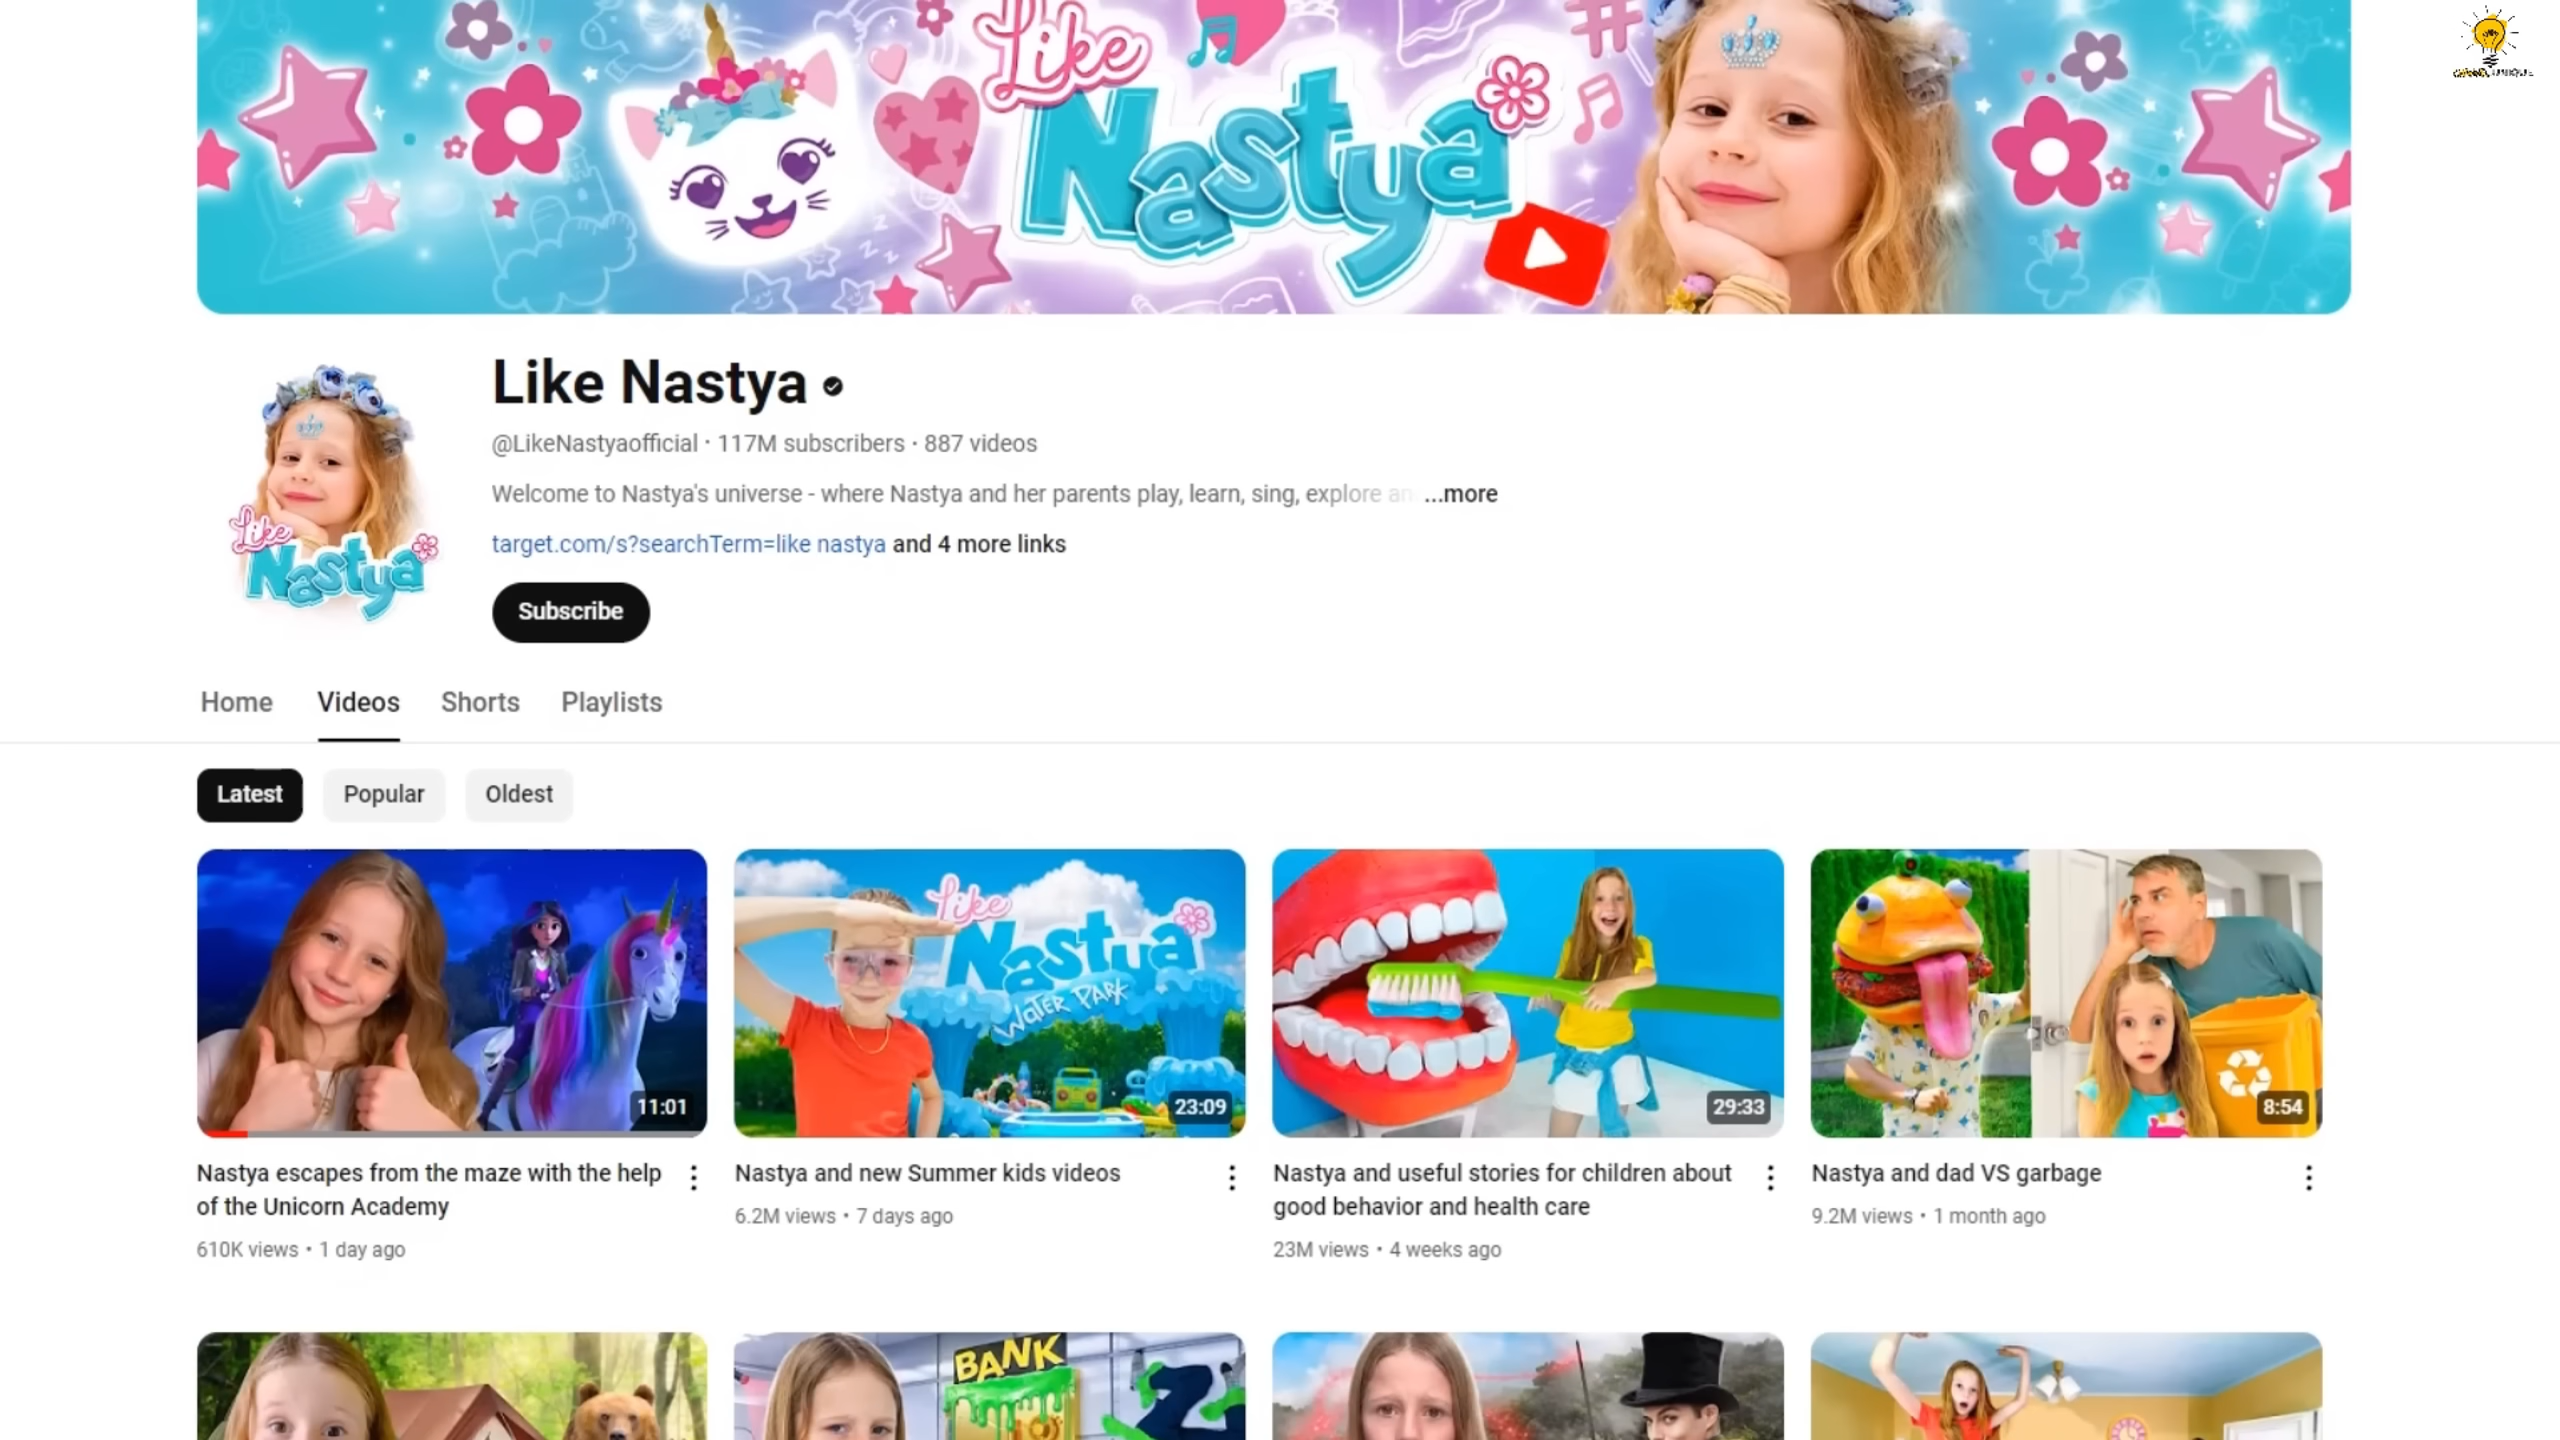 Like
Nastya
Like Nastya
@LikeNastyaofficial · 117M subscribers · 887 videos
Welcome to Nastya's universe - where Nastya and her parents play, learn, sing, explore an ...more
target.com/s?searchTerm=like nastya and 4 more links
Like
Nastya
Subscribe
Home Videos Shorts Playlists
Latest Popular Oldest
Like
Nastya
WATER PARK
11:01
23:09
29:33
8:54
Nastya escapes from the maze with the help
of the Unicorn Academy
610K views • 1 day ago
Nastya and new Summer kids videos
6.2M views • 7 days ago
Nastya and useful stories for children about
good behavior and health care
23M views • 4 weeks ago
Nastya and dad VS garbage
9.2M views • 1 month ago
BANK